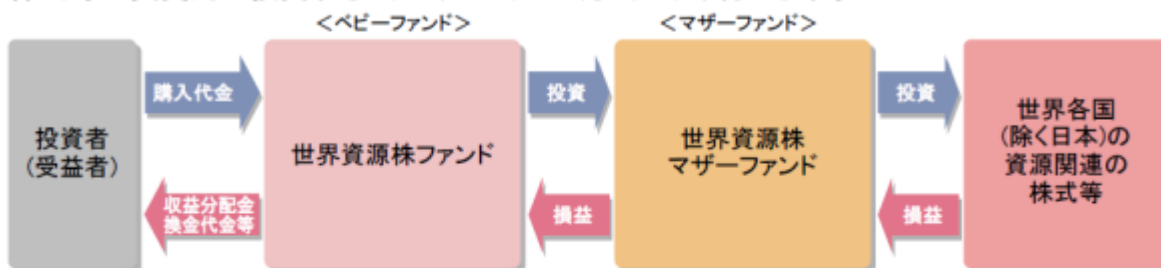 ＜ベビーファンド＞
＜マザーファンド＞
投資者
(受益者)
購入代金
収益分配金
換金代金等
世界資源株ファンド
投資
損益
世界資源株
マザーファンド
投資
損益
世界各国
(除く日本)の
資源関連の
株式等